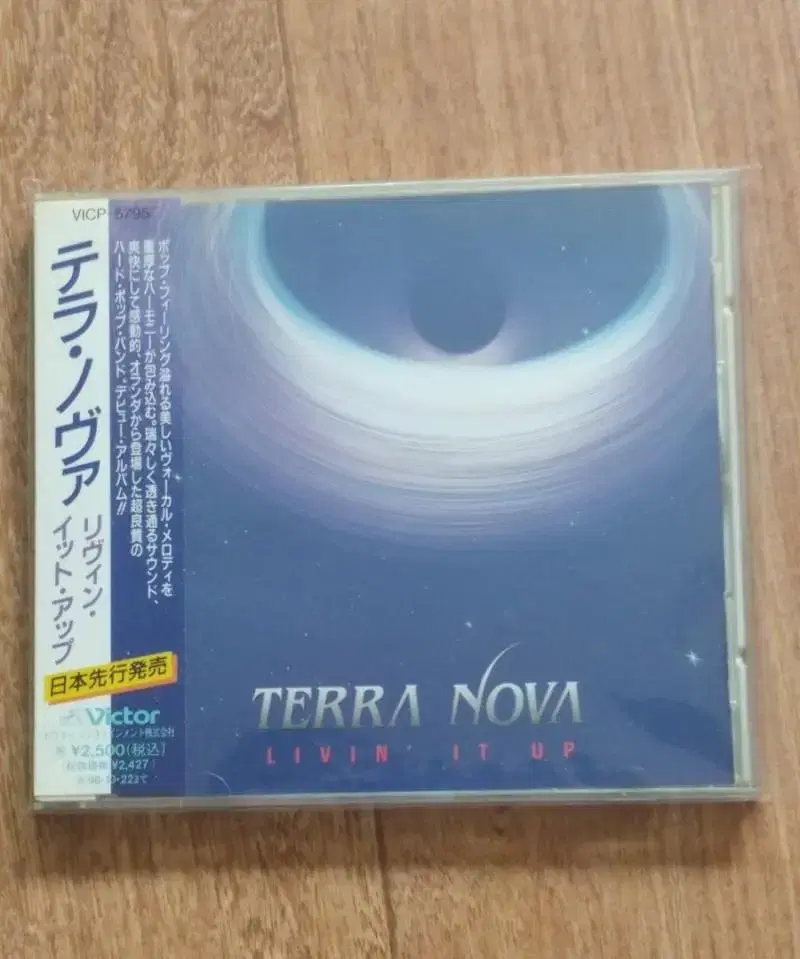 VICP-5795
テラ・ノヴァ
リヴィン・
イット・アップ
ポップ・フィーリング溢れる美しいヴォーカル・メロディを
重厚なハーモニーが包み込む。瑞々しく透き通るサウンド、
爽快にして感動的、オランダから登場した超良質の
ハード・ポップ・バンド、デビュー・アルバム!!
日本先行発売
Victor
¥2,500(税込)
¥2,427)
TERRA NOVA
LIVIN' IT UP